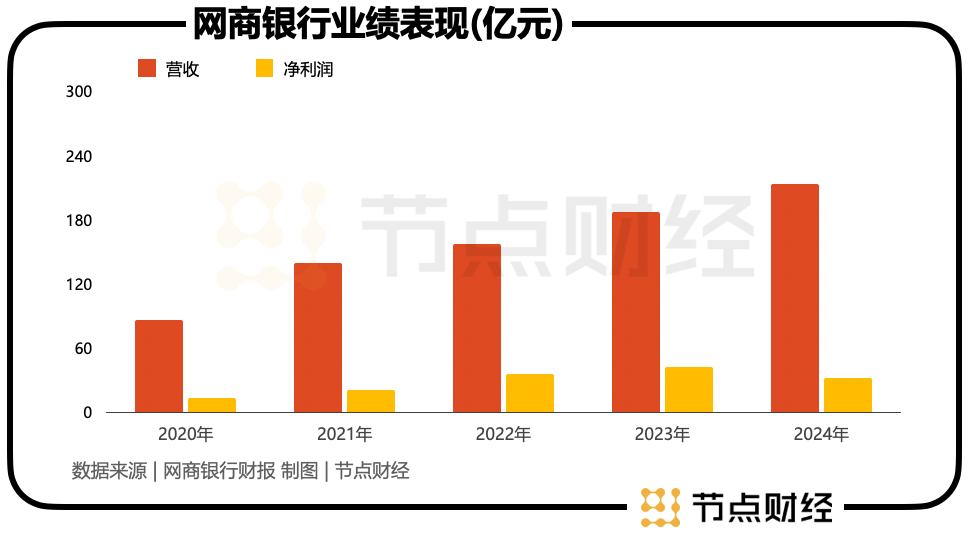 网商银行业绩表现(亿元)
营收 净利润
300
240
180
120
60
0
节点财经
2020年 2021年 2022年 2023年 2024年
数据来源 | 网商银行财报 制图 | 节点财经
节点财经